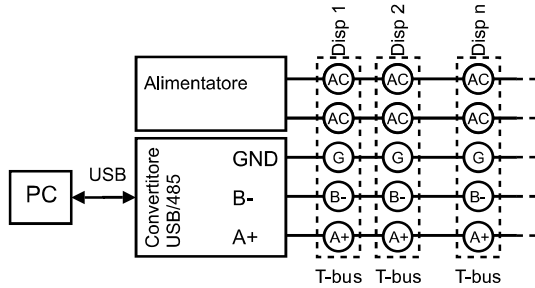 Disp 1 Disp 2 Disp n
Alimentatore AC AC AC
AC AC AC
GND G G G
PC USB Convertitore USB/485 B- B- B- B-
A+ A+ A+ A+
T-bus T-bus T-bus